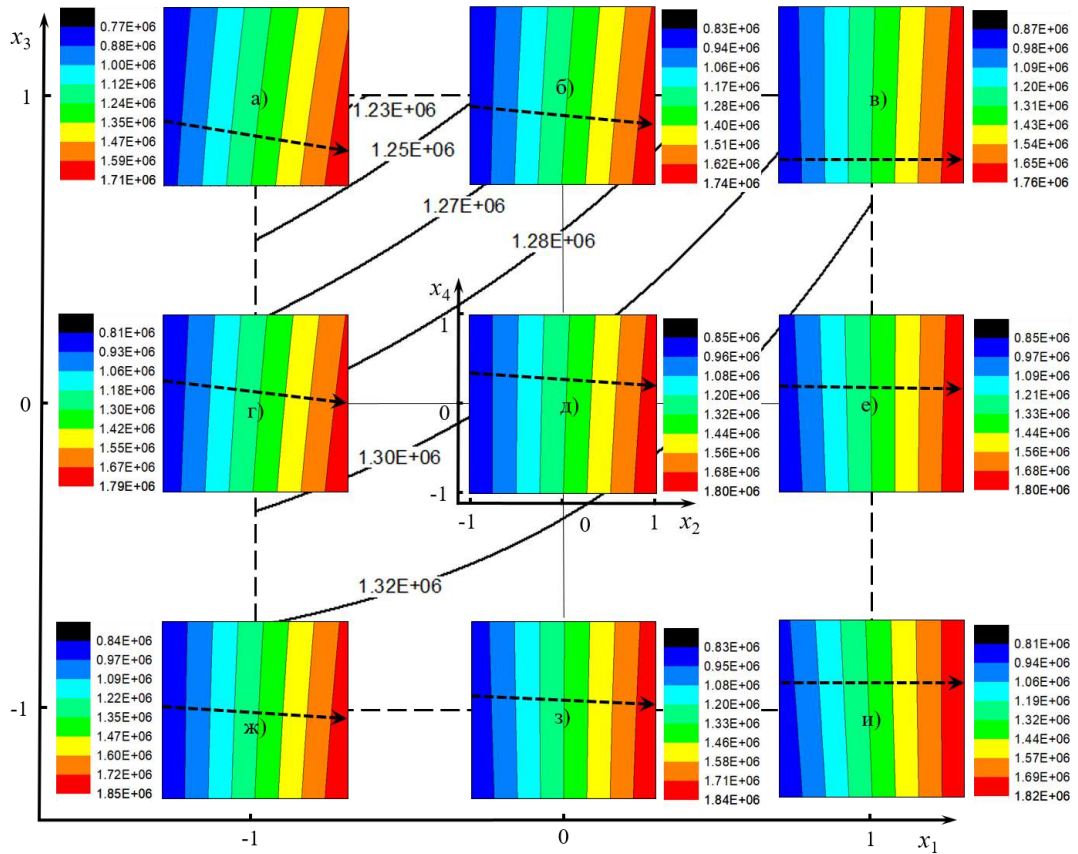 x3
1
0
-1
0.77E+06
0.88E+06
1.00E+06
1.12E+06
1.24E+06
1.35E+06
1.47E+06
1.59E+06
1.71E+06
а)
1.23E+06
1.25E+06
1.27E+06
1.28E+06
1.30E+06
1.32E+06
б)
0.83E+06
0.94E+06
1.06E+06
1.17E+06
1.28E+06
1.40E+06
1.51E+06
1.62E+06
1.74E+06
в)
0.87E+06
0.98E+06
1.09E+06
1.20E+06
1.31E+06
1.43E+06
1.54E+06
1.65E+06
1.76E+06
0.81E+06
0.93E+06
1.06E+06
1.18E+06
1.30E+06
1.42E+06
1.55E+06
1.67E+06
1.79E+06
г)
x4
1
0
-1
д)
-1
0
1
x2
0.85E+06
0.96E+06
1.08E+06
1.20E+06
1.32E+06
1.44E+06
1.56E+06
1.68E+06
1.80E+06
е)
0.85E+06
0.97E+06
1.09E+06
1.21E+06
1.33E+06
1.44E+06
1.56E+06
1.68E+06
1.80E+06
0.84E+06
0.97E+06
1.09E+06
1.22E+06
1.35E+06
1.47E+06
1.60E+06
1.72E+06
1.85E+06
ж)
з)
0.83E+06
0.95E+06
1.08E+06
1.20E+06
1.33E+06
1.46E+06
1.58E+06
1.71E+06
1.84E+06
и)
0.81E+06
0.94E+06
1.06E+06
1.19E+06
1.32E+06
1.44E+06
1.57E+06
1.69E+06
1.82E+06
-1
0
1
x1